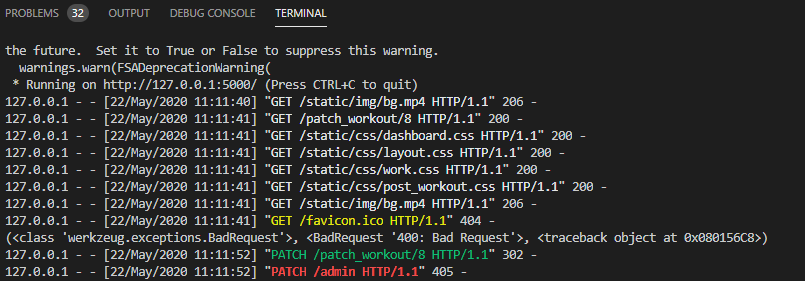 PROBLEMS 32 OUTPUT DEBUG CONSOLE TERMINAL
the future.  Set it to True or False to suppress this warning.
  warnings.warn(FSADeprecationWarning(
 * Running on http://127.0.0.1:5000/ (Press CTRL+C to quit)
127.0.0.1 - - [22/May/2020 11:11:40] "GET /static/img/bg.mp4 HTTP/1.1" 206 -
127.0.0.1 - - [22/May/2020 11:11:41] "GET /patch_workout/8 HTTP/1.1" 200 -
127.0.0.1 - - [22/May/2020 11:11:41] "GET /static/css/dashboard.css HTTP/1.1" 200 -
127.0.0.1 - - [22/May/2020 11:11:41] "GET /static/css/layout.css HTTP/1.1" 200 -
127.0.0.1 - - [22/May/2020 11:11:41] "GET /static/css/work.css HTTP/1.1" 200 -
127.0.0.1 - - [22/May/2020 11:11:41] "GET /static/css/post_workout.css HTTP/1.1" 200 -
127.0.0.1 - - [22/May/2020 11:11:41] "GET /static/img/bg.mp4 HTTP/1.1" 206 -
127.0.0.1 - - [22/May/2020 11:11:41] "GET /favicon.ico HTTP/1.1" 404 -
(<class 'werkzeug.exceptions.BadRequest'>, <BadRequest '400: Bad Request'>, <traceback object at 0x080156C8>)
127.0.0.1 - - [22/May/2020 11:11:52] "PATCH /patch_workout/8 HTTP/1.1" 302 -
127.0.0.1 - - [22/May/2020 11:11:52] "PATCH /admin HTTP/1.1" 405 -